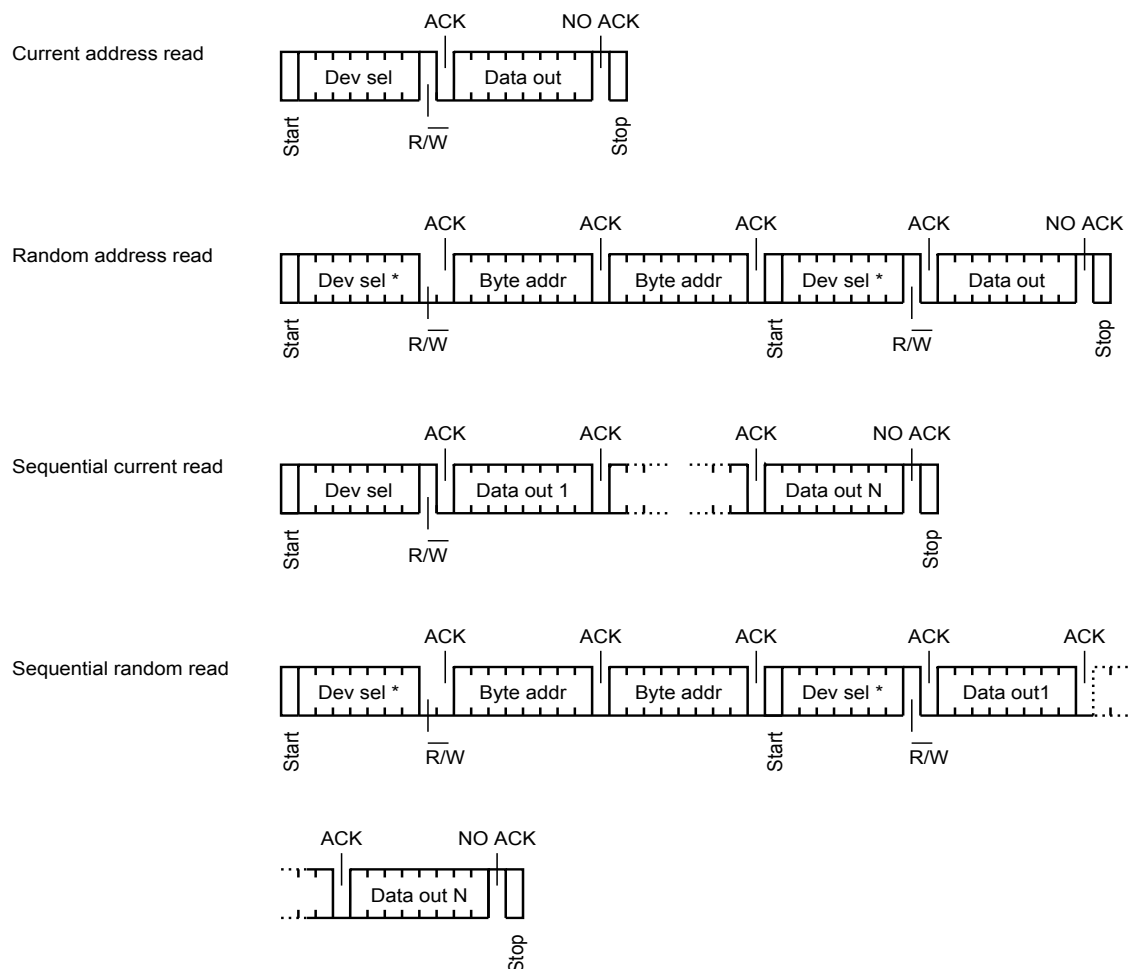 ACK NO ACK
Current address read
Dev sel Data out
Start R/W Stop
ACK ACK ACK ACK NO ACK
Random address read
Dev sel * Byte addr Byte addr Dev sel * Data out
Start R/W Start R/W Stop
ACK ACK ACK NO ACK
Sequential current read
Dev sel Data out 1 Data out N
Start R/W Stop
ACK ACK ACK ACK ACK
Sequential random read
Dev sel * Byte addr Byte addr Dev sel * Data out1
Start R/W Start R/W
ACK NO ACK
Data out N
Stop